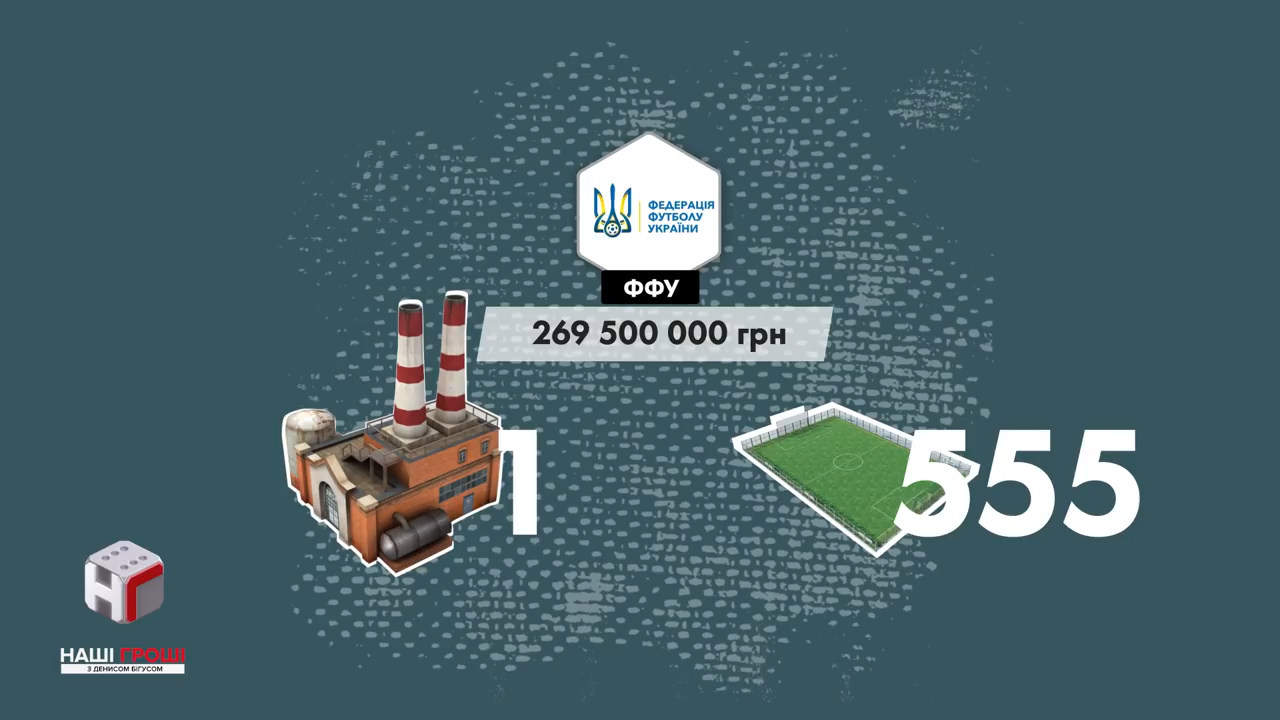 ФЕДЕРАЦІЯ
ФУТБОЛУ
УКРАЇНИ
ФФУ
269 500 000 грн
1
555
НАШІ ГРОШІ
З ДЕНИСОМ БІГУСОМ